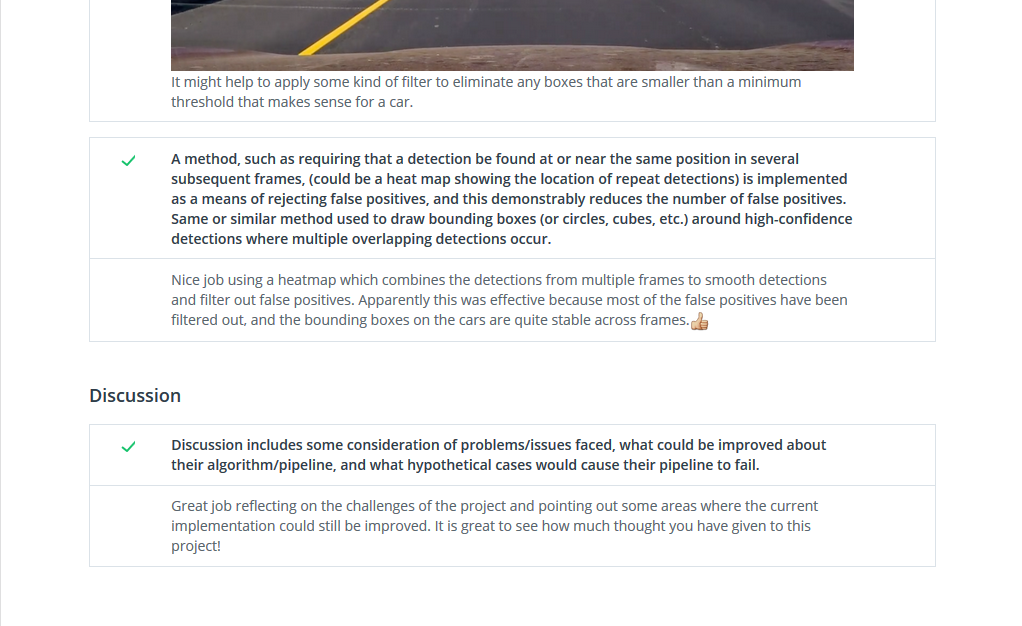 It might help to apply some kind of filter to eliminate any boxes that are smaller than a minimum
threshold that makes sense for a car.
A method, such as requiring that a detection be found at or near the same position in several
subsequent frames, (could be a heat map showing the location of repeat detections) is implemented
as a means of rejecting false positives, and this demonstrably reduces the number of false positives.
Same or similar method used to draw bounding boxes (or circles, cubes, etc.) around high-confidence
detections where multiple overlapping detections occur.
Nice job using a heatmap which combines the detections from multiple frames to smooth detections
and filter out false positives. Apparently this was effective because most of the false positives have been
filtered out, and the bounding boxes on the cars are quite stable across frames.👍
Discussion
Discussion includes some consideration of problems/issues faced, what could be improved about
their algorithm/pipeline, and what hypothetical cases would cause their pipeline to fail.
Great job reflecting on the challenges of the project and pointing out some areas where the current
implementation could still be improved. It is great to see how much thought you have given to this
project!